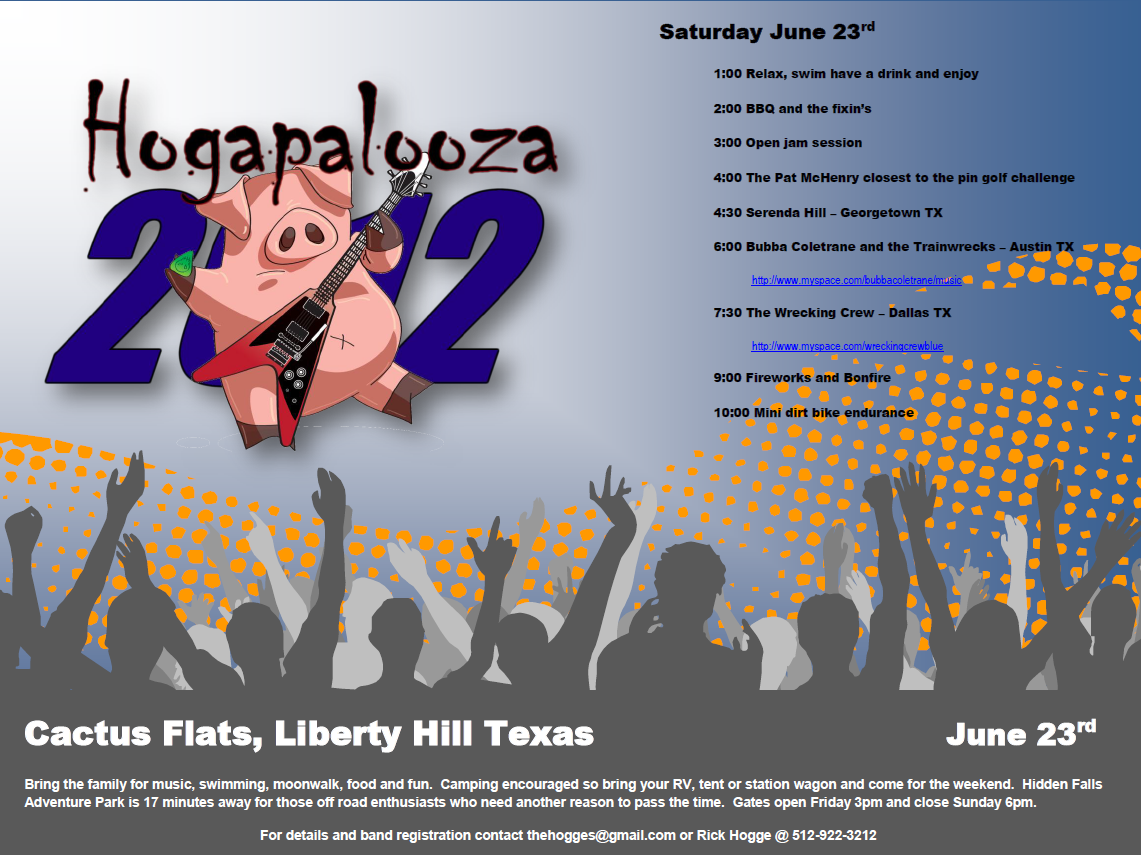 Hogapalooza
2012
Saturday June 23rd
1:00 Relax, swim have a drink and enjoy
2:00 BBQ and the fixin's
3:00 Open jam session
4:00 The Pat McHenry closest to the pin golf challenge
4:30 Serenda Hill – Georgetown TX
6:00 Bubba Coletrane and the Trainwrecks – Austin TX
http://www.myspace.com/bubbacoletrane/music
7:30 The Wrecking Crew – Dallas TX
http://www.myspace.com/wreckingcrewblue
9:00 Fireworks and Bonfire
10:00 Mini dirt bike endurance
Cactus Flats, Liberty Hill Texas
June 23rd
Bring the family for music, swimming, moonwalk, food and fun.  Camping encouraged so bring your RV, tent or station wagon and come for the weekend.  Hidden Falls
Adventure Park is 17 minutes away for those off road enthusiasts who need another reason to pass the time.  Gates open Friday 3pm and close Sunday 6pm.
For details and band registration contact thehogges@gmail.com or Rick Hogge @ 512-922-3212